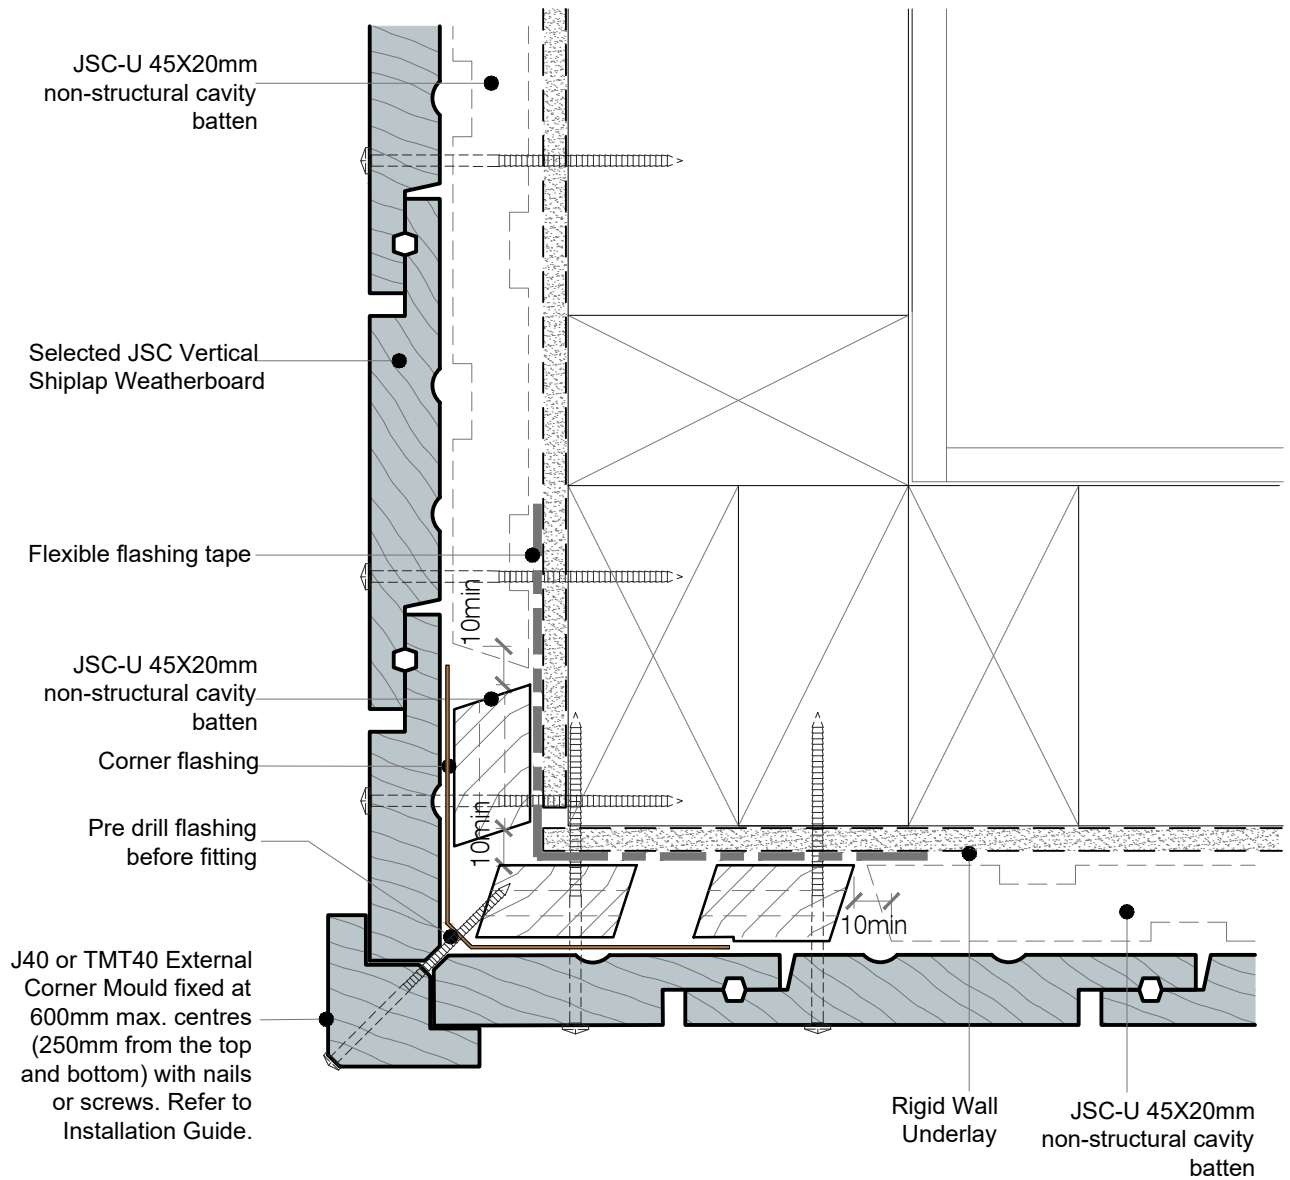 JSC-U 45X20mm
non-structural cavity
batten
Selected JSC Vertical
Shiplap Weatherboard
Flexible flashing tape
10min
JSC-U 45X20mm
non-structural cavity
batten
Corner flashing
10min
Pre drill flashing
before fitting
10min
J40 or TMT40 External
Corner Mould fixed at
600mm max. centres
(250mm from the top
and bottom) with nails
or screws. Refer to
Installation Guide.
Rigid Wall
Underlay
JSC-U 45X20mm
non-structural cavity
batten